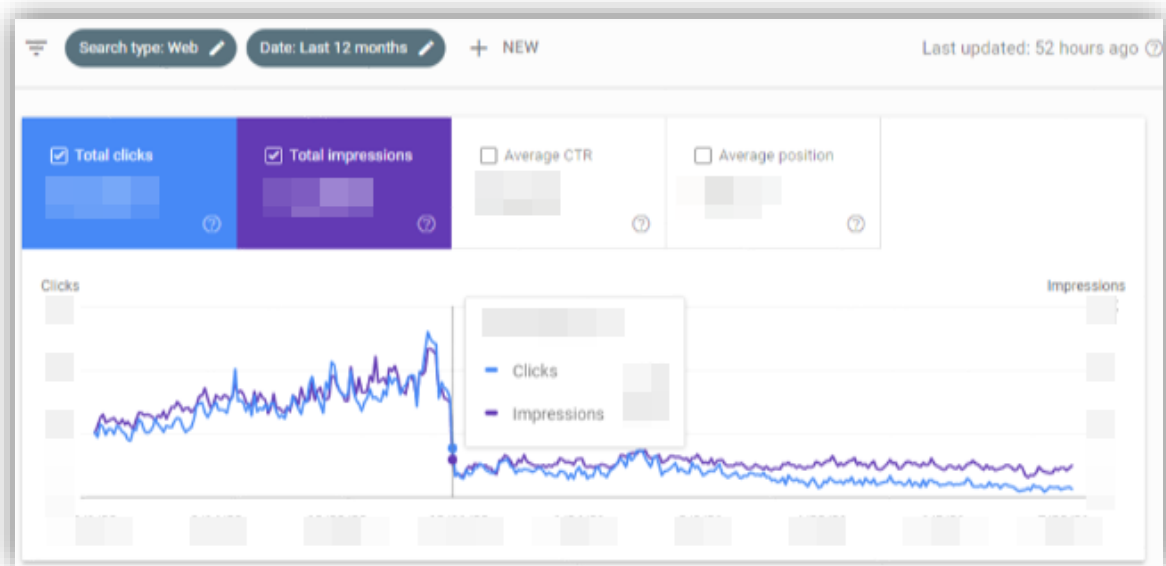 Search type: Web
Date: Last 12 months
+ NEW
Last updated: 52 hours ago
Total clicks
Total impressions
Average CTR
Average position
Clicks
Impressions
Clicks
Impressions